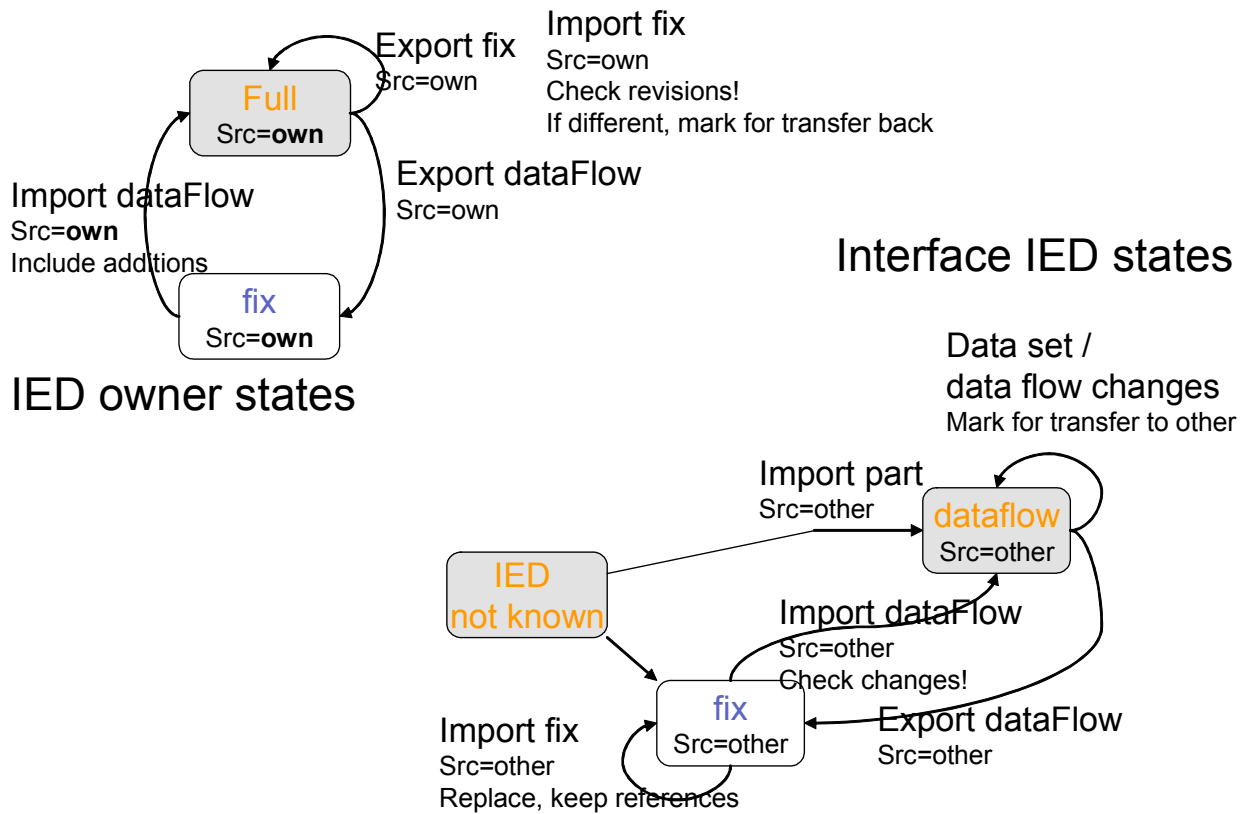 Export fix
Src=own
Import fix
Src=own
Check revisions!
If different, mark for transfer back
Full
Src=own
Export dataFlow
Src=own
Import dataFlow
Src=own
Include additions
fix
Src=own
IED owner states
Interface IED states
Data set /
data flow changes
Mark for transfer to other
Import part
Src=other
dataflow
Src=other
IED
not known
Import dataFlow
Src=other
Check changes!
fix
Src=other
Export dataFlow
Src=other
Import fix
Src=other
Replace, keep references